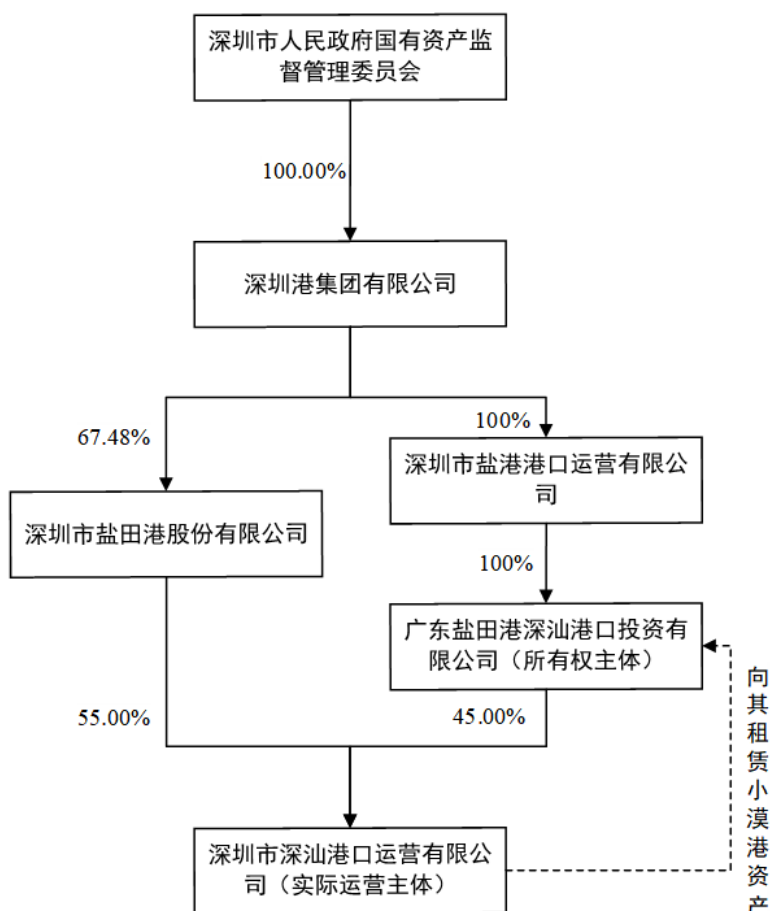 深圳市人民政府国有资产监
督管理委员会
100.00%
深圳港集团有限公司
67.48%
100%
深圳市盐港港口运营有限公
司
深圳市盐田港股份有限公司
100%
广东盐田港深汕港口投资有
限公司（所有权主体）
55.00%
45.00%
向其租赁小漠港资产
深圳市深汕港口运营有限公
司（实际运营主体）